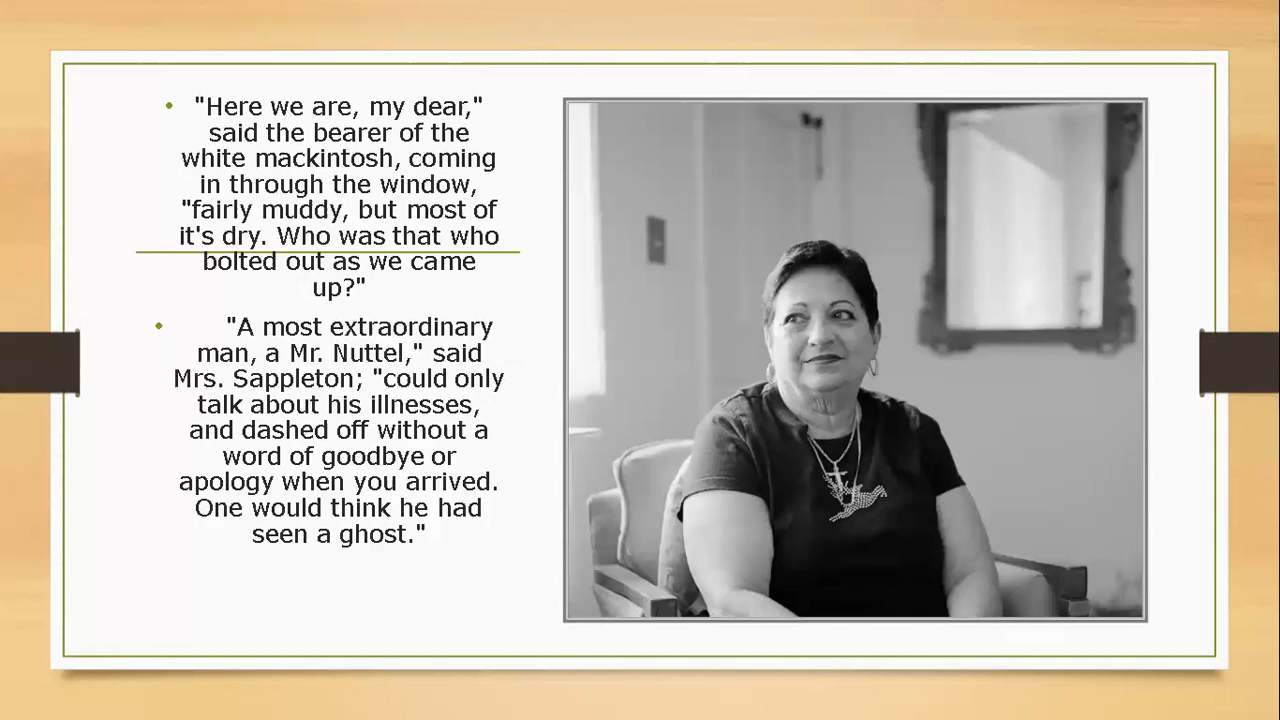 • "Here we are, my dear,"
said the bearer of the
white mackintosh, coming
in through the window,
"fairly muddy, but most of
it's dry. Who was that who
bolted out as we came
up?"
• "A most extraordinary
man, a Mr. Nuttel," said
Mrs. Sappleton; "could only
talk about his illnesses,
and dashed off without a
word of goodbye or
apology when you arrived.
One would think he had
seen a ghost."